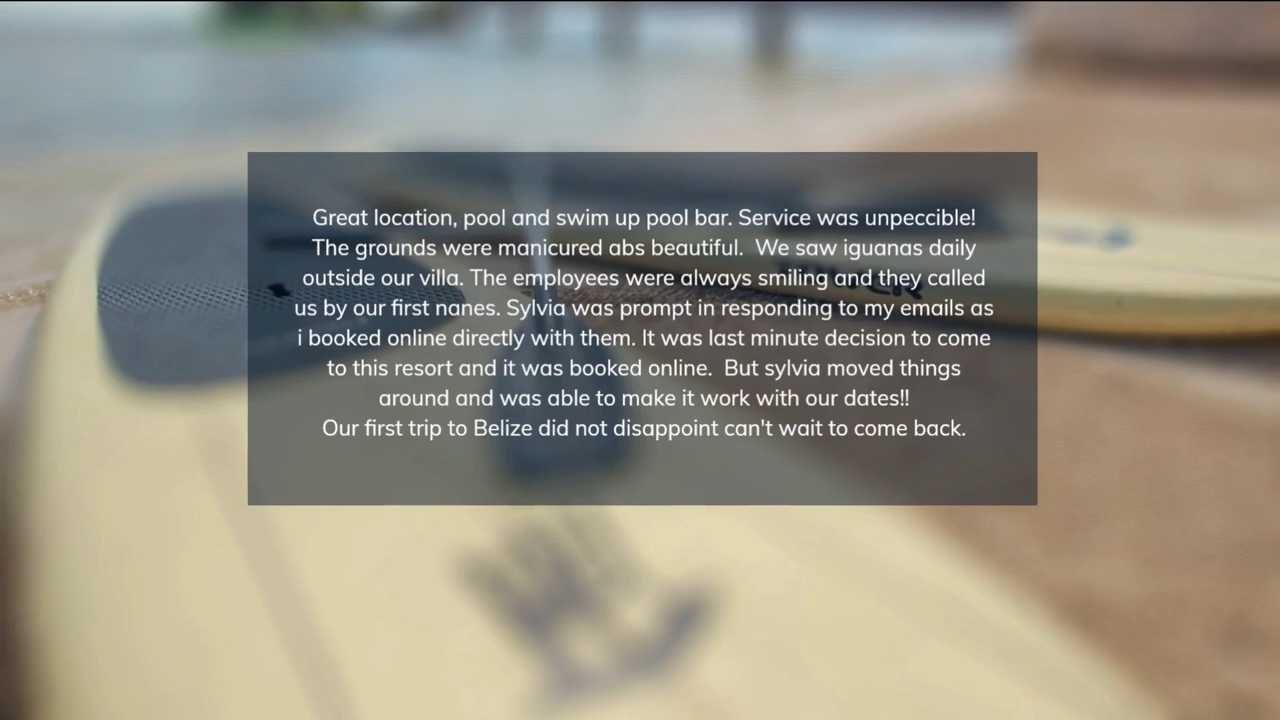 Great location, pool and swim up pool bar. Service was unpeccible!
The grounds were manicured abs beautiful.  We saw iguanas daily
outside our villa. The employees were always smiling and they called
us by our first nanes. Sylvia was prompt in responding to my emails as
i booked online directly with them. It was last minute decision to come
to this resort and it was booked online.  But sylvia moved things
around and was able to make it work with our dates!!
Our first trip to Belize did not disappoint can't wait to come back.